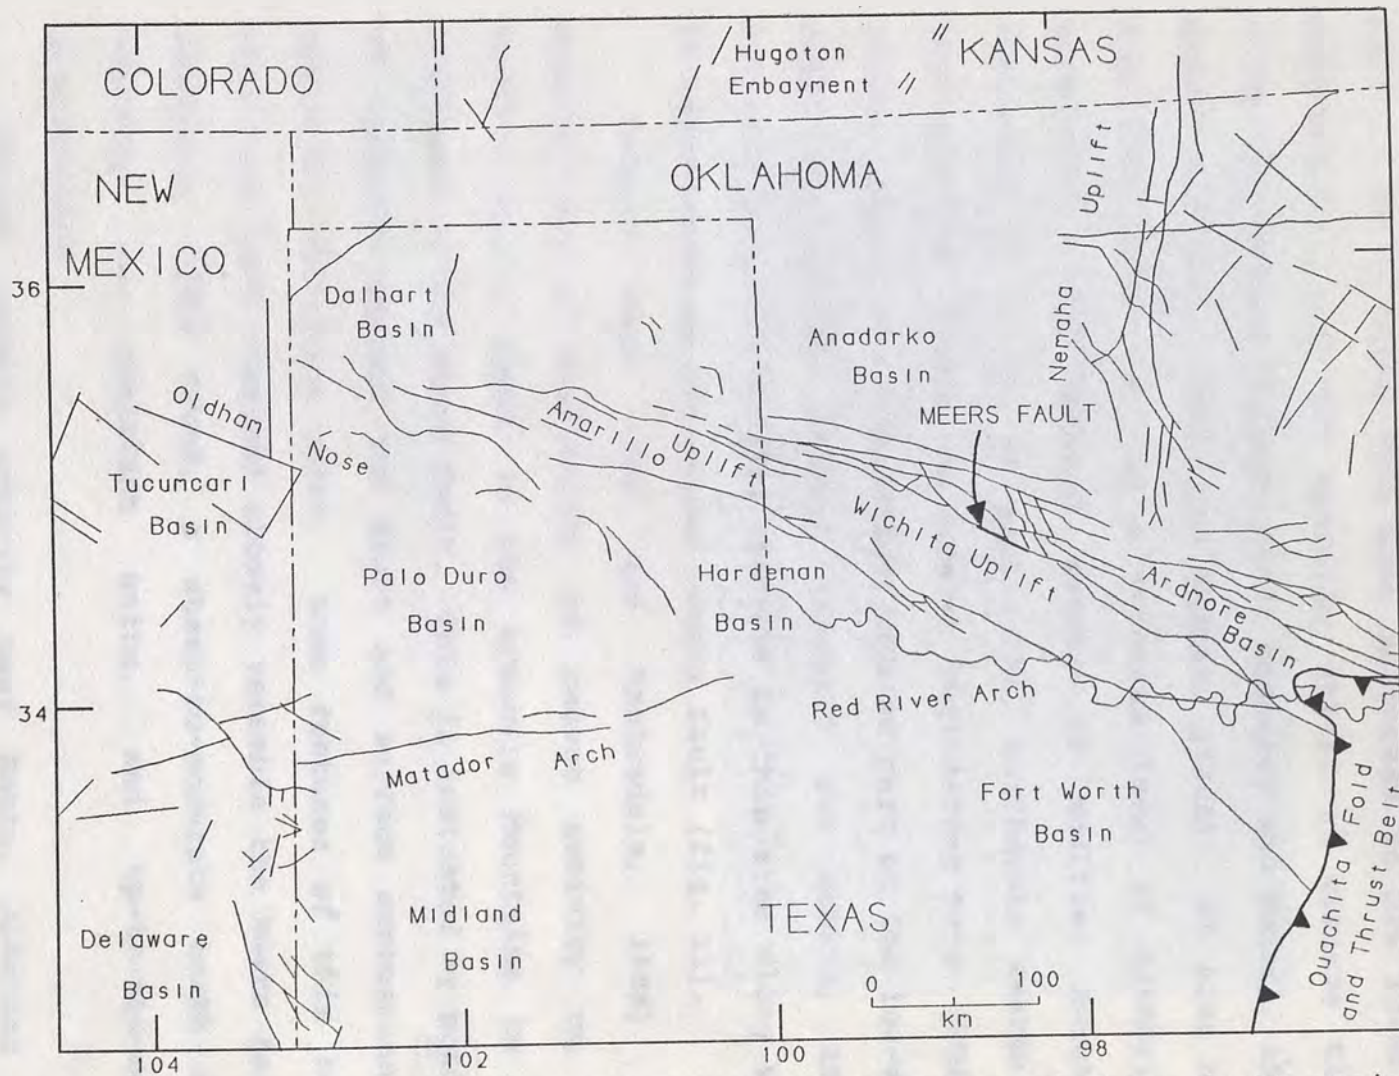 Hugoton
Embayment
KANSAS
COLORADO
NEW
MEXICO
OKLAHOMA
Nemaha Uplift
36
Dalhart
Basin
Anadarko
Basin
MEERS FAULT
Oldhan
Nose
Amarillo
Uplift
Tucumcari
Basin
Wichita Uplift
Palo Duro
Basin
Hardeman
Basin
Ardmore
Basin
34
Red River Arch
Matador Arch
Fort Worth
Basin
Ouachita Fold
and Thrust Belt
Delaware
Basin
Midland
Basin
TEXAS
0 100
km
104 102 100 98